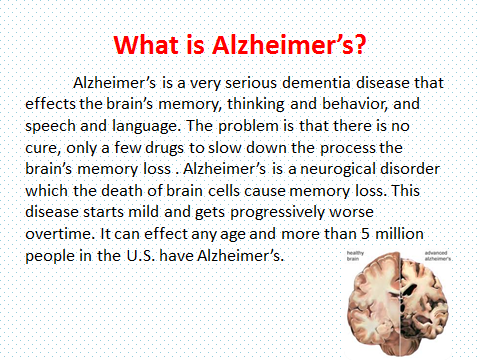 What is Alzheimer's?
Alzheimer's is a very serious dementia disease that
effects the brain's memory, thinking and behavior, and
speech and language. The problem is that there is no
cure, only a few drugs to slow down the process the
brain's memory loss . Alzheimer's is a neurogical disorder
which the death of brain cells cause memory loss. This
disease starts mild and gets progressively worse
overtime. It can effect any age and more than 5 million
people in the U.S. have Alzheimer's.
healthy brain
advanced alzheimer's